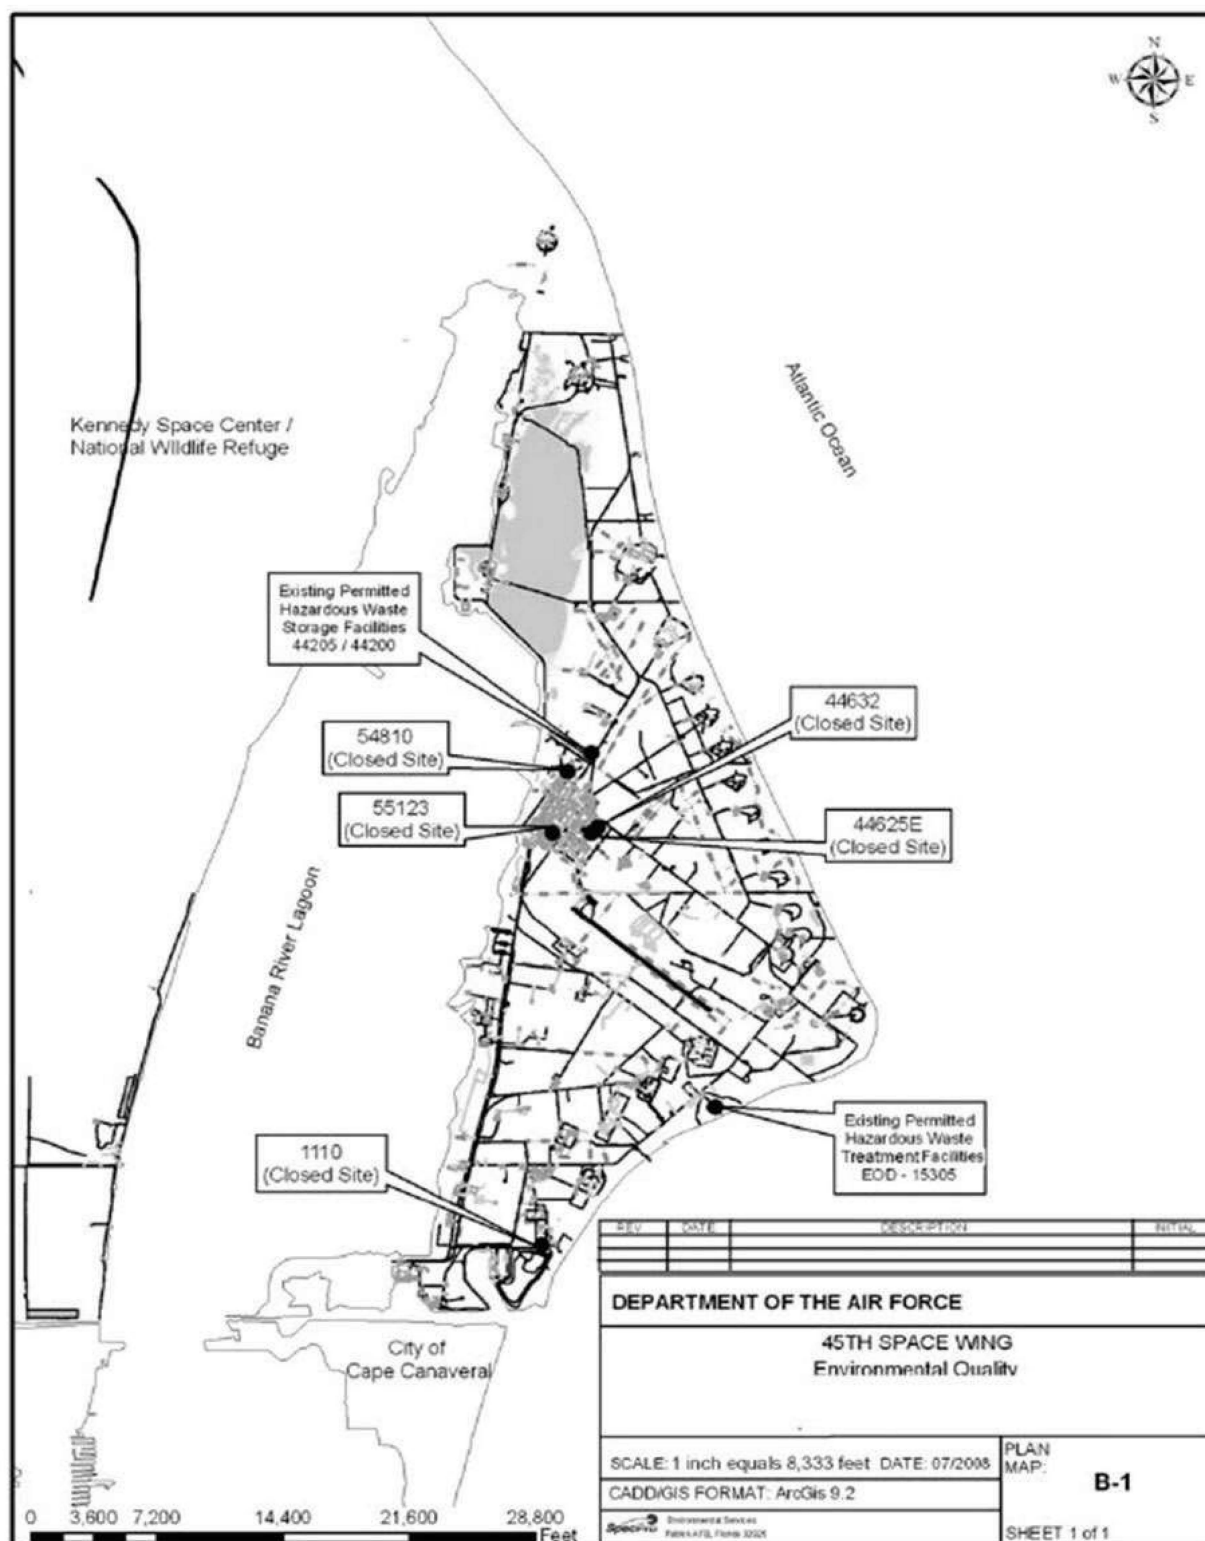 N
W E
S
Atlantic Ocean
Kennedy Space Center /
National Wildlife Refuge
Existing Permitted
Hazardous Waste
Storage Facilities
44205 / 44200
44632
(Closed Site)
54810
(Closed Site)
55123
(Closed Site)
44625E
(Closed Site)
Banana River Lagoon
Existing Permitted
Hazardous Waste
Treatment Facilities
EOD - 15305
1110
(Closed Site)
City of
Cape Canaveral
REV DATE DESCRIPTION INITIAL
DEPARTMENT OF THE AIR FORCE
45TH SPACE WING
Environmental Quality
SCALE: 1 inch equals 8,333 feet DATE: 07/2008
CADD/GIS FORMAT: ArcGis 9.2
PLAN
MAP:
B-1
SHEET 1 of 1
Environmental Services
0 3,600 7,200 14,400 21,600 28,800
Feet